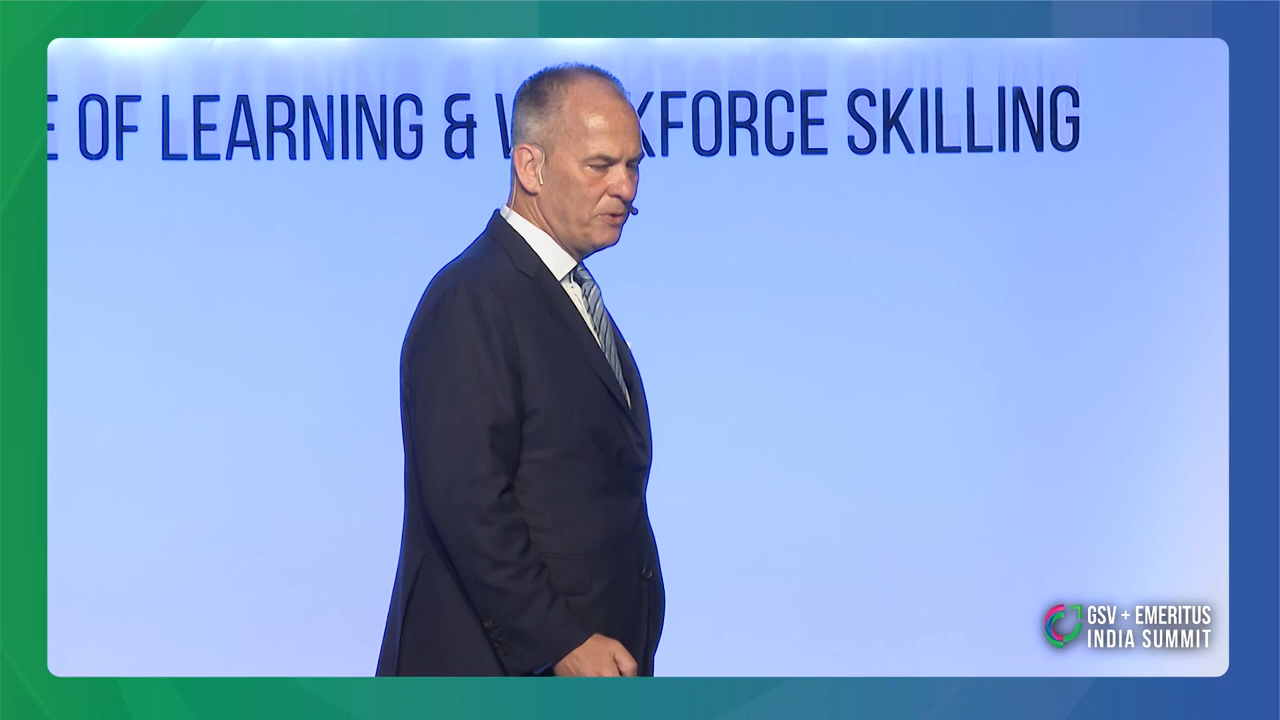 E OF LEARNING & W KFORCE SKILLING
GSV + EMERITUS
INDIA SUMMIT